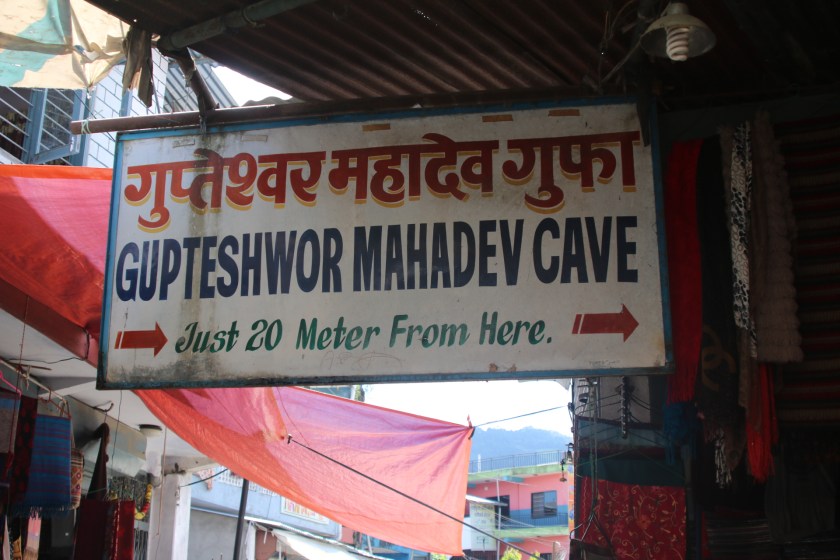 गुप्तेश्वर महादेव गुफा
GUPTESHWOR MAHADEV CAVE
Just 20 Meter From Here.